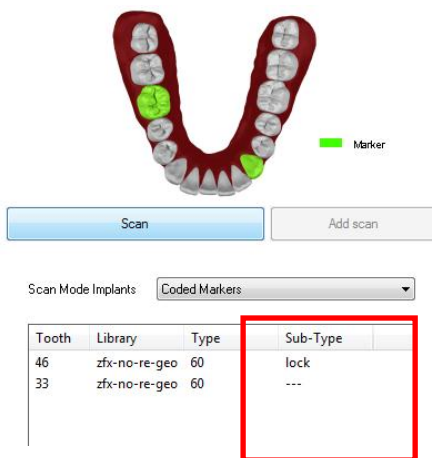 Marker
Scan Add scan
Scan Mode Implants Coded Markers
Tooth Library Type Sub-Type
46 zfx-no-re-geo 60 lock
33 zfx-no-re-geo 60 ---